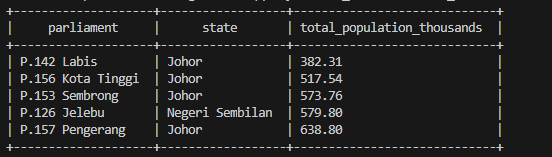 parliament | state | total_population_thousands
P.142 Labis | Johor | 382.31
P.156 Kota Tinggi | Johor | 517.54
P.153 Sembrong | Johor | 573.76
P.126 Jelebu | Negeri Sembilan | 579.80
P.157 Pengerang | Johor | 638.80